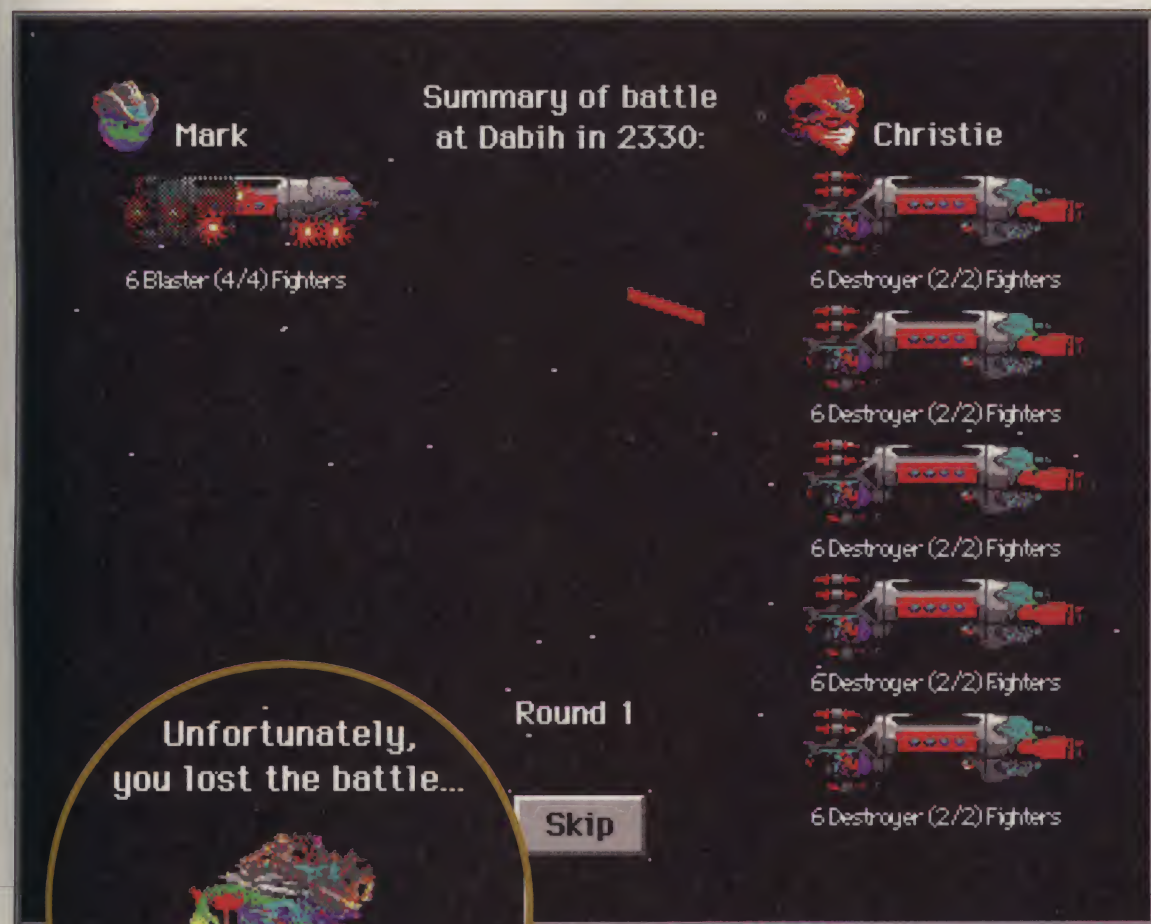 Mark
Summary of battle
at Dabih in 2330:
Christie
6 Blaster (4/4) Fighters
6 Destroyer (2/2) Fighters
6 Destroyer (2/2) Fighters
6 Destroyer (2/2) Fighters
6 Destroyer (2/2) Fighters
6 Destroyer (2/2) Fighters
Round 1
Skip
Unfortunately,
you lost the battle...